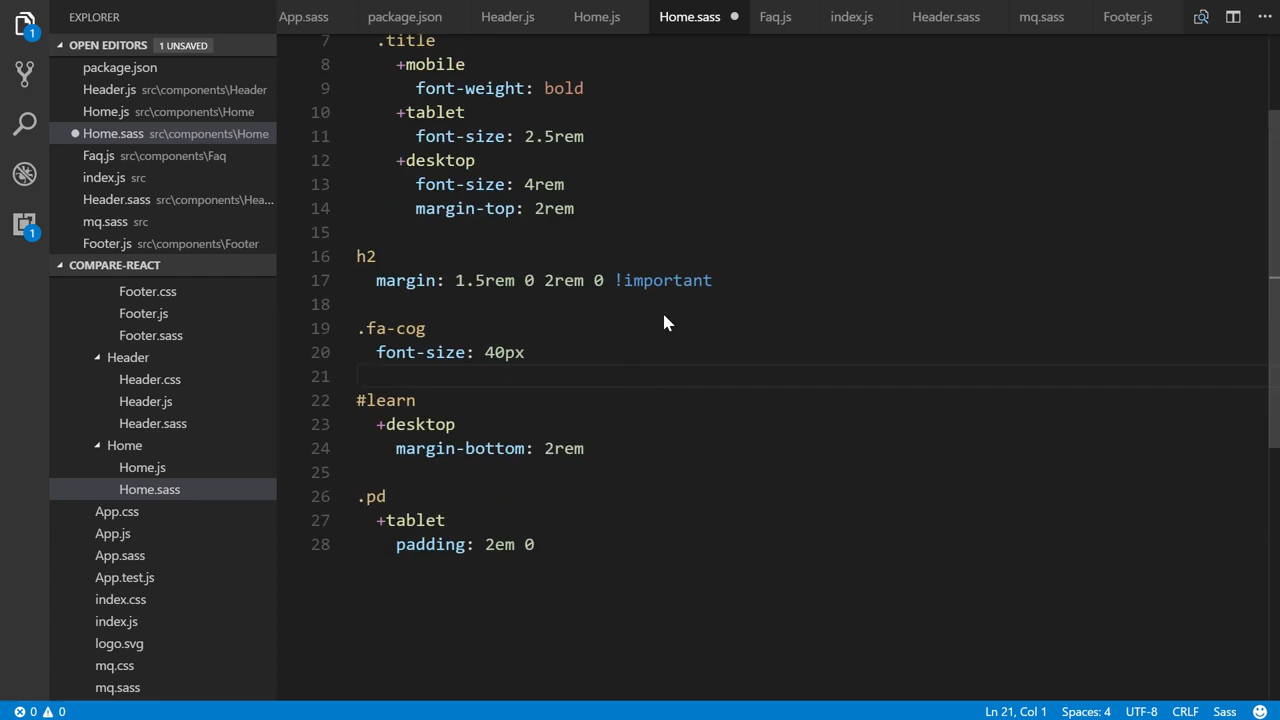 EXPLORER
App.sass package.json Header.js Home.js Home.sass Faq.js index.js Header.sass mq.sass Footer.js
1
OPEN EDITORS 1 UNSAVED
package.json
Header.js src\components\Header
Home.js src\components\Home
Home.sass src\components\Home
Faq.js src\components\Faq
index.js src
Header.sass src\components\Hea...
mq.sass src
Footer.js src\components\Footer
1
COMPARE-REACT
Footer.css
Footer.js
Footer.sass
Header
Header.css
Header.js
Header.sass
Home
Home.js
Home.sass
App.css
App.js
App.sass
App.test.js
index.css
index.js
logo.svg
mq.css
mq.sass
7 .title
8 +mobile
9 font-weight: bold
10 +tablet
11 font-size: 2.5rem
12 +desktop
13 font-size: 4rem
14 margin-top: 2rem
15
16 h2
17 margin: 1.5rem 0 2rem 0 !important
18
19 .fa-cog
20 font-size: 40px
21
22 #learn
23 +desktop
24 margin-bottom: 2rem
25
26 .pd
27 +tablet
28 padding: 2em 0
0 0 Ln 21, Col 1 Spaces: 4 UTF-8 CRLF Sass